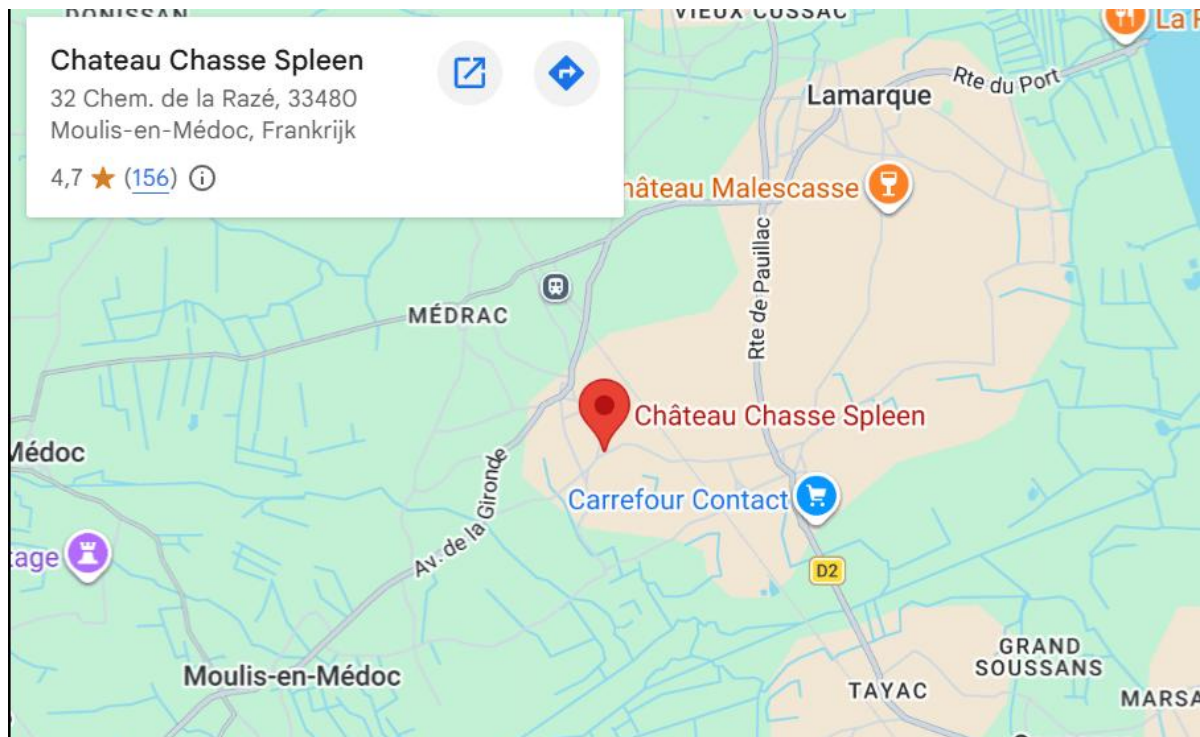 DONISSAN
VIEUX CUSSAC
Chateau Chasse Spleen
32 Chem. de la Razé, 33480
Moulis-en-Médoc, Frankrijk
4,7 ★ (156)
La
Rte du Port
Lamarque
hâteau Malescasse
Rte de Pauillac
MÉDRAC
Château Chasse Spleen
Médoc
Av. de la Gironde
Carrefour Contact
tage
D2
Moulis-en-Médoc
GRAND
SOUSSANS
TAYAC
MARSA